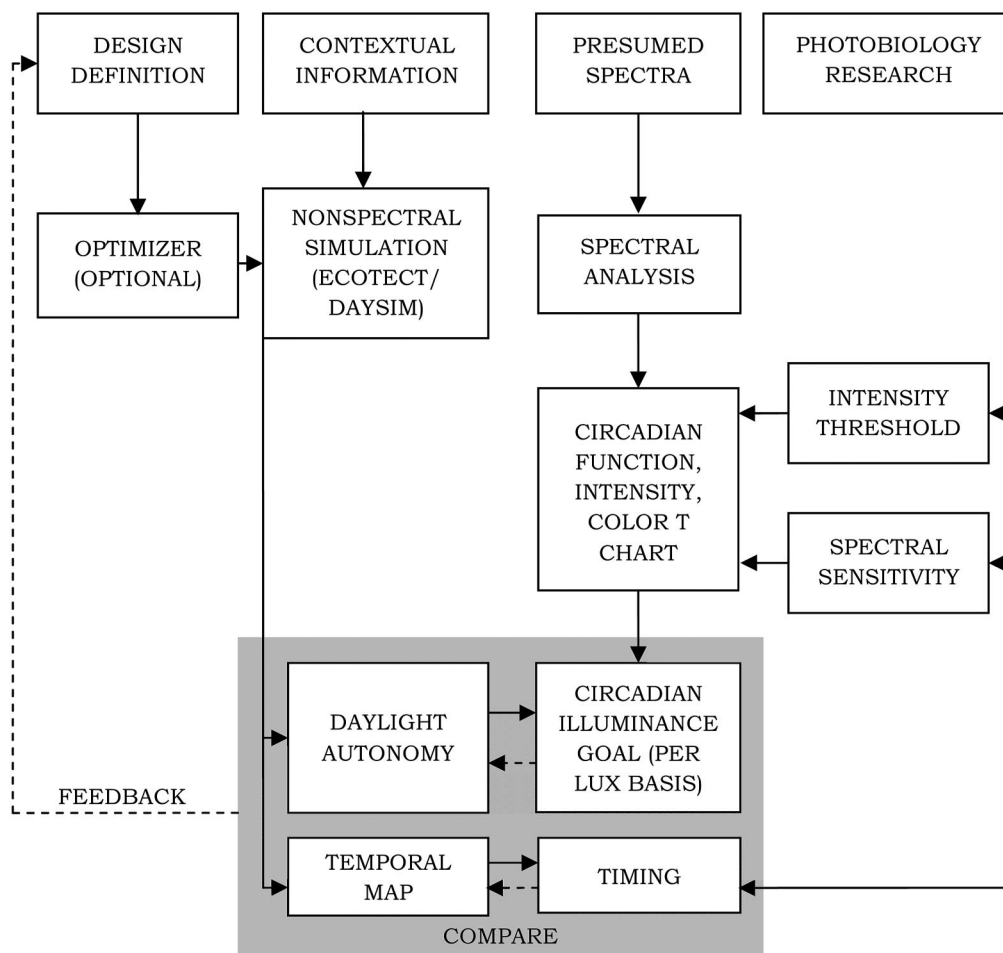 DESIGN
DEFINITION
CONTEXTUAL
INFORMATION
PRESUMED
SPECTRA
PHOTOBIOLOGY
RESEARCH
OPTIMIZER
(OPTIONAL)
NONSPECTRAL
SIMULATION
(ECOTECT/
DAYSIM)
SPECTRAL
ANALYSIS
CIRCADIAN
FUNCTION,
INTENSITY,
COLOR T
CHART
INTENSITY
THRESHOLD
SPECTRAL
SENSITIVITY
DAYLIGHT
AUTONOMY
CIRCADIAN
ILLUMINANCE
GOAL (PER
LUX BASIS)
FEEDBACK
TEMPORAL
MAP
TIMING
COMPARE